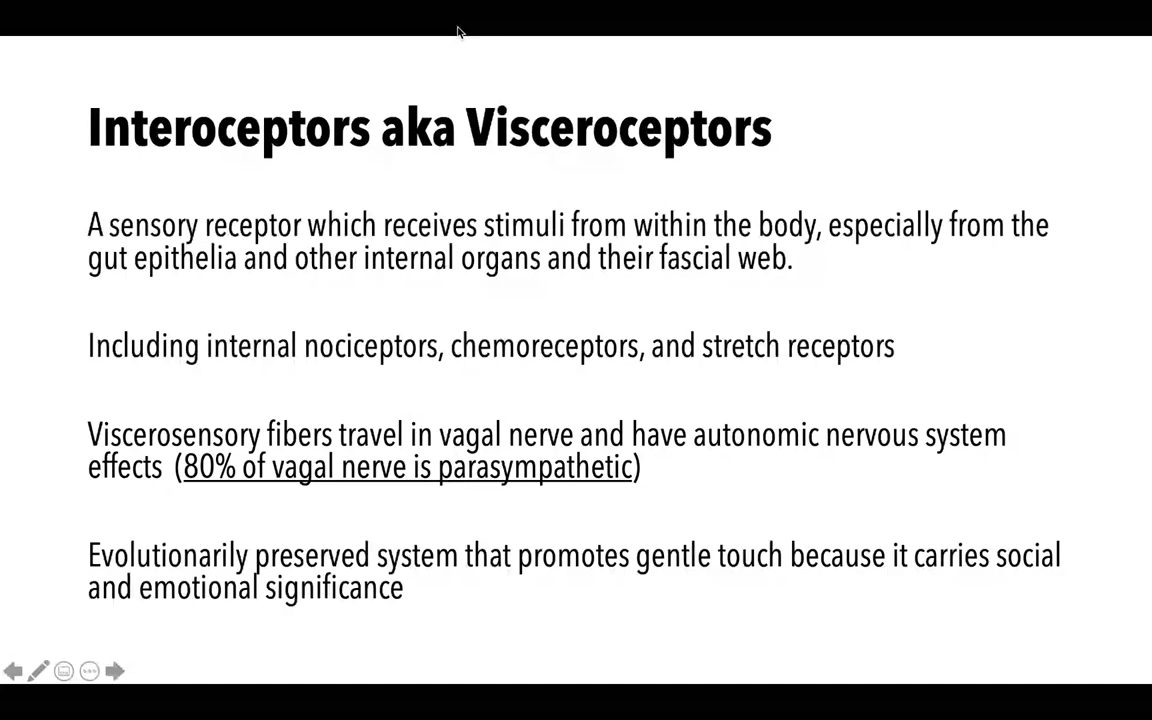 Interoceptors aka Visceroceptors
A sensory receptor which receives stimuli from within the body, especially from the
gut epithelia and other internal organs and their fascial web.
Including internal nociceptors, chemoreceptors, and stretch receptors
Viscerosensory fibers travel in vagal nerve and have autonomic nervous system
effects (80% of vagal nerve is parasympathetic)
Evolutionarily preserved system that promotes gentle touch because it carries social
and emotional significance